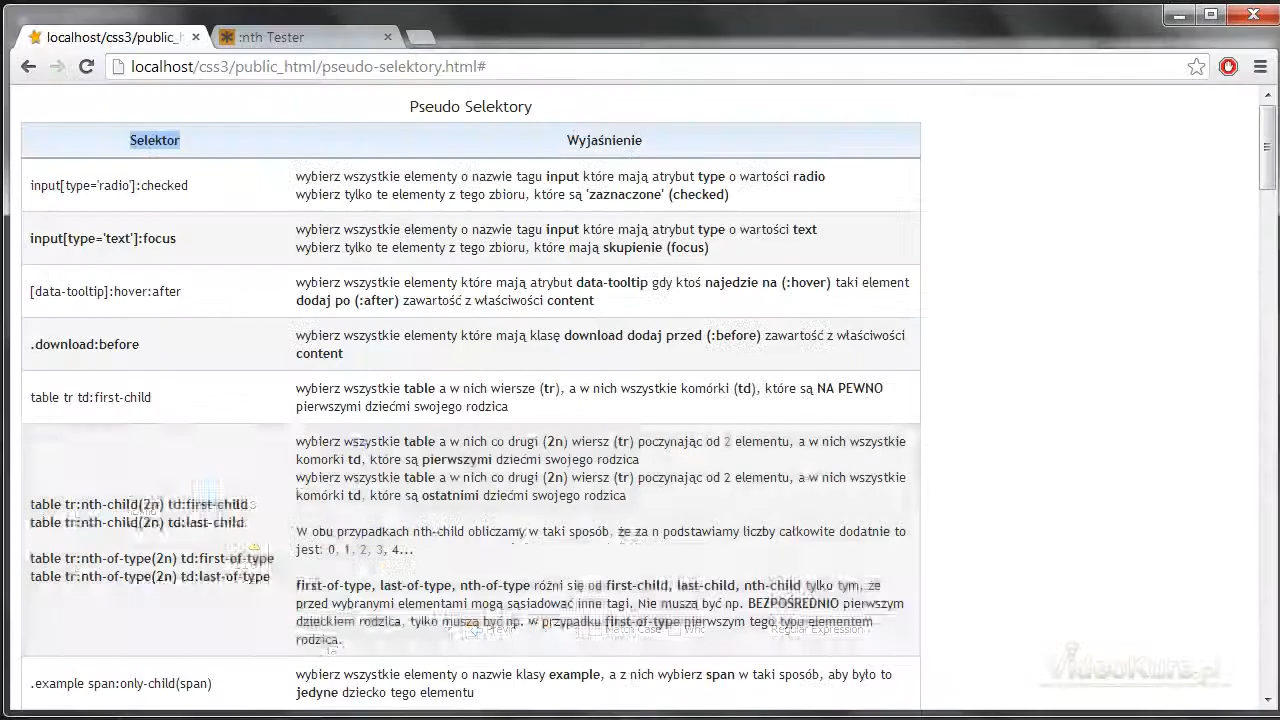 localhost/css3/public_h
:nth Tester
localhost/css3/public_html/pseudo-selektory.html#
Pseudo Selektory
Selektor
Wyjaśnienie
input[type='radio']:checked
wybierz wszystkie elementy o nazwie tagu input które mają atrybut type o wartości radio
wybierz tylko te elementy z tego zbioru, które są 'zaznaczone' (checked)
input[type='text']:focus
wybierz wszystkie elementy o nazwie tagu input które mają atrybut type o wartości text
wybierz tylko te elementy z tego zbioru, które mają skupienie (focus)
[data-tooltip]:hover:after
wybierz wszystkie elementy które mają atrybut data-tooltip gdy ktoś najedzie na (:hover) taki element
dodaj po (:after) zawartość z właściwości content
.download:before
wybierz wszystkie elementy które mają klasę download dodaj przed (:before) zawartość z właściwości
content
table tr td:first-child
wybierz wszystkie table a w nich wiersze (tr), a w nich wszystkie komórki (td), które są NA PEWNO
pierwszymi dziećmi swojego rodzica
table tr:nth-child(2n) td:first-child
table tr:nth-child(2n) td:last-child
table tr:nth-of-type(2n) td:first-of-type
table tr:nth-of-type(2n) td:last-of-type
wybierz wszystkie table a w nich co drugi (2n) wiersz (tr) poczynając od 2 elementu, a w nich wszystkie
komorki td, które są pierwszymi dziećmi swojego rodzica
wybierz wszystkie table a w nich co drugi (2n) wiersz (tr) poczynając od 2 elementu, a w nich wszystkie
komórki td, które są ostatnimi dziećmi swojego rodzica
W obu przypadkach nth-child obliczamy w taki sposób, że za n podstawiamy liczby całkowite dodatnie to
jest: 0, 1, 2, 3, 4...
first-of-type, last-of-type, nth-of-type różni się od first-child, last-child, nth-child tylko tym, że
przed wybranymi elementami mogą sąsiadować inne tagi. Nie muszą być np. BEZPOŚREDNIO pierwszym
dzieckiem rodzica, tylko muszą być np. w przypadku first-of-type pierwszym tego typu elementem
rodzica.
Match Case
Regular Expression
.example span:only-child(span)
wybierz wszystkie elementy o nazwie klasy example, a z nich wybierz span w taki sposób, aby było to
jedyne dziecko tego elementu
VideoKurs.pl